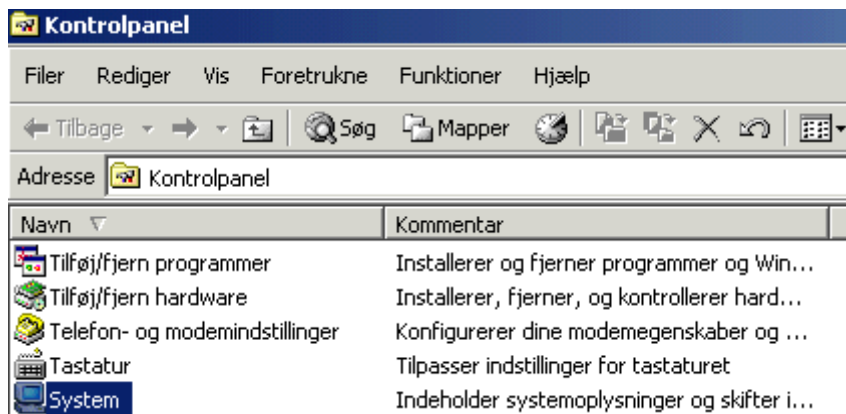 Kontrolpanel
Filer Rediger Vis Foretrukne Funktioner Hjælp
Tilbage Søg Mapper
Adresse Kontrolpanel
Navn Kommentar
Tilføj/fjern programmer Installerer og fjerner programmer og Win...
Tilføj/fjern hardware Installerer, fjerner, og kontrollerer hard...
Telefon- og modemindstillinger Konfigurerer dine modemegenskaber og ...
Tastatur Tilpasser indstillinger for tastaturet
System Indeholder systemoplysninger og skifter i...